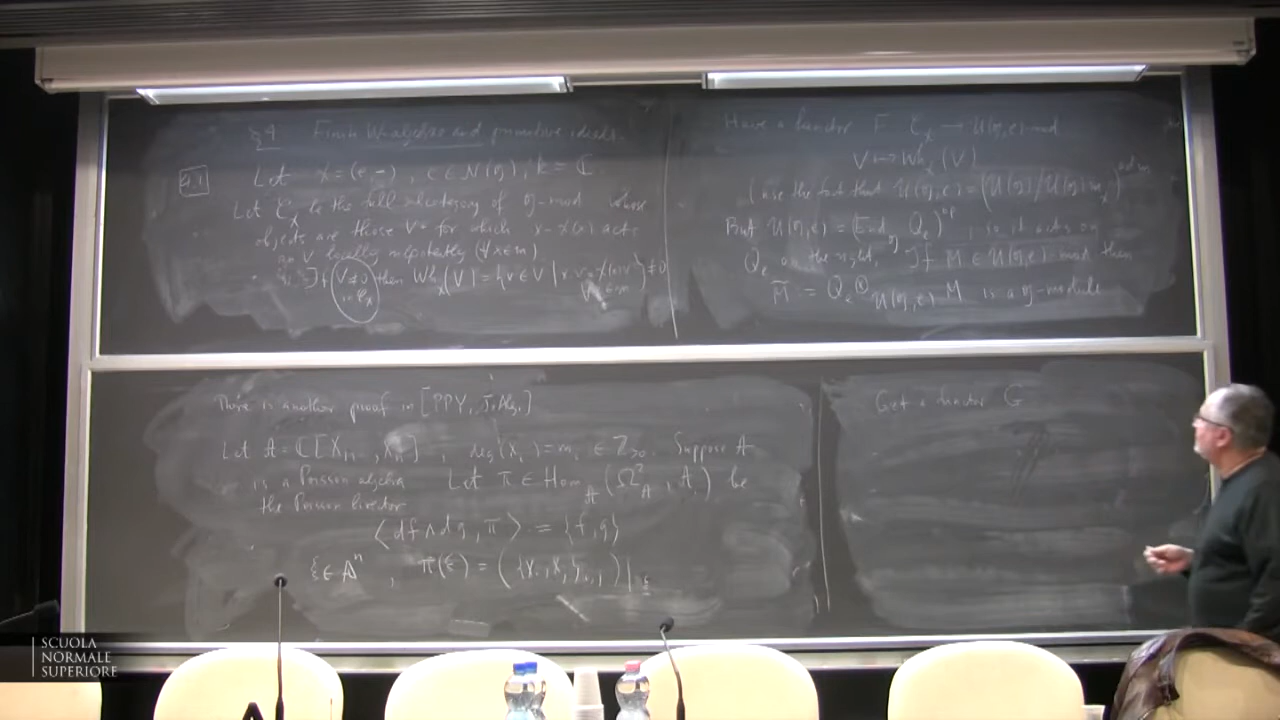 §4. Finite W-algebras and primitive ideals.
4.1 Let χ = (e, –), e ∈ N(g), k = ℂ
Let C_χ be the full subcategory of g-mod whose
objects are those V for which x – χ(x) acts
on V locally nilpotently (∀x∈m)
If V≠0 in C_χ then Wh_χ(V) = {v ∈ V | x.v = χ(x)v ∀x∈m} ≠ 0
Have a functor F C_χ → U(g,e)-mod
V ↦ Wh_χ(V)
(use the fact that U(g,e) = (U(g)/U(g)m_χ)^{ad m}
But U(g,e) = (End_g Q_e)^{op}, so it acts on
Q_e on the right. If M ∈ U(g,e)-mod then
M̃ = Q_e ⊗_{U(g,e)} M is a g-module
There is another proof in [PPY, J. Alg.]
Let A = ℂ[X_1, , X_n], deg(X_i) = m_i ∈ ℤ_{>0}. Suppose A
is a Poisson algebra Let π ∈ Hom_A(Ω²_A, A) be
the Poisson bivector
⟨df∧dg, π⟩ = {f,g}
ξ ∈ 𝔸^n, π(ξ) = ({x_i, x_j}_{i,j})|_ξ
Get a functor G
SCUOLA
NORMALE
SUPERIORE